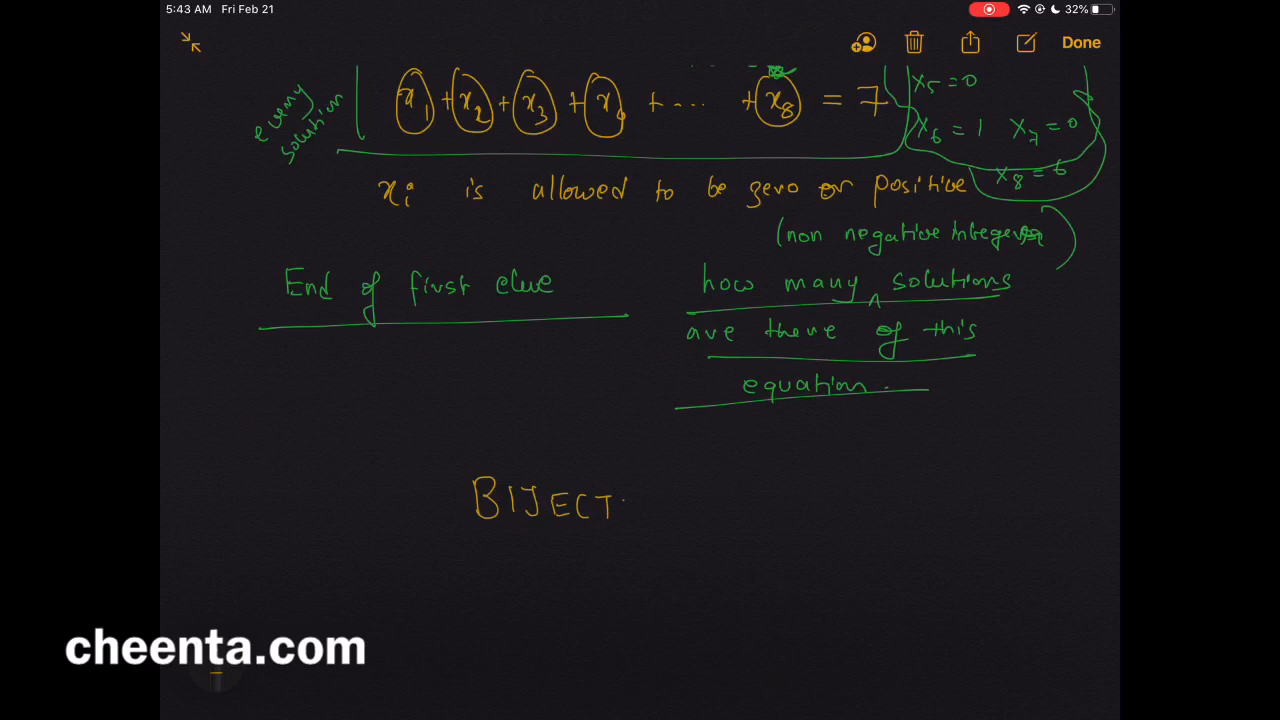 5:43 AM Fri Feb 21
32%
Done
every
solution
x1 + x2 + x3 + x4 + .... + x8 = 7
x5 = 0
x6 = 1 x7 = 0
x8 = 6
xi is allowed to be zero or positive
(non negative integers)
End of first clue
how many solutions
are there of this
equation.
BIJECT
cheenta.com